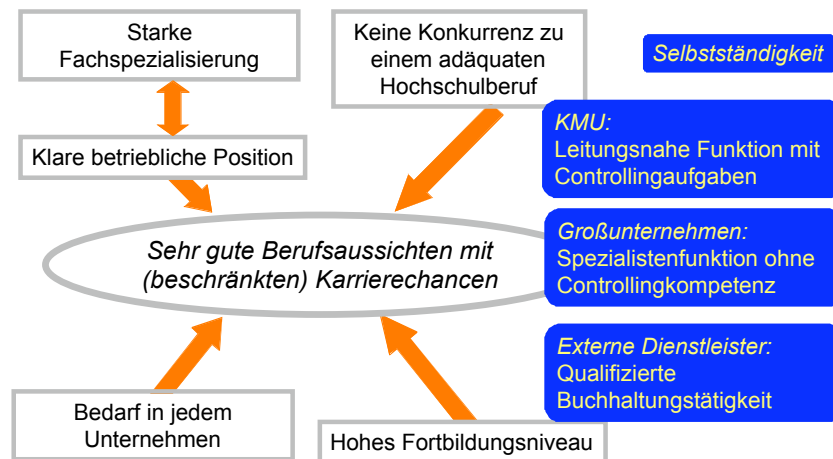 Starke
Fachspezialisierung
Keine Konkurrenz zu
einem adäquaten
Hochschulberuf
Selbstständigkeit
Klare betriebliche Position
KMU:
Leitungsnahe Funktion mit
Controllingaufgaben
Sehr gute Berufsaussichten mit
(beschränkten) Karrierechancen
Großunternehmen:
Spezialistenfunktion ohne
Controllingkompetenz
Externe Dienstleister:
Qualifizierte
Buchhaltungstätigkeit
Bedarf in jedem
Unternehmen
Hohes Fortbildungsniveau